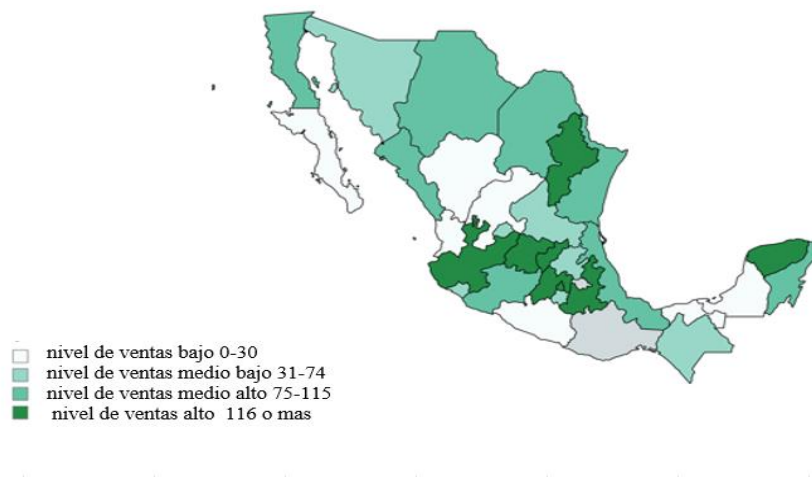 nivel de ventas bajo 0-30
nivel de ventas medio bajo 31-74
nivel de ventas medio alto 75-115
nivel de ventas alto 116 o mas